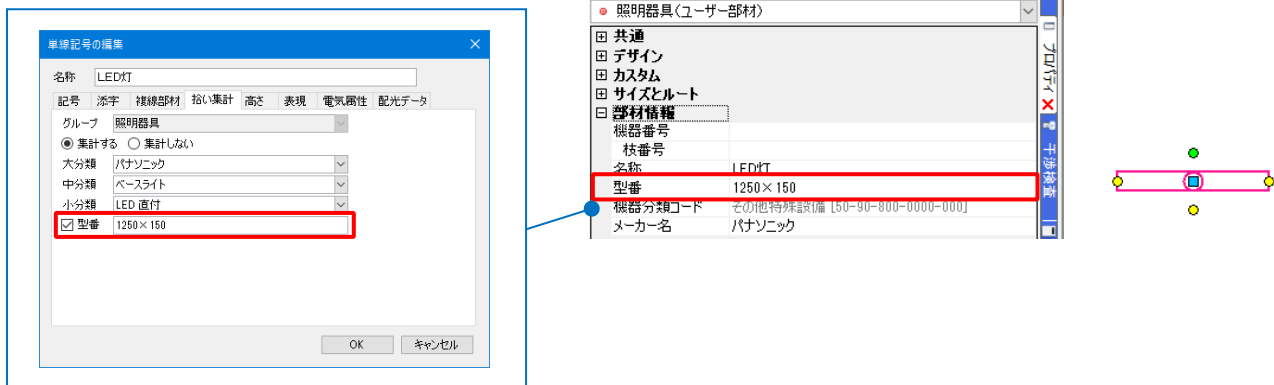 単線記号の編集
名称 LED灯
記号 添字 複線部材 拾い集計 高さ 表現 電気属性 配光データ
グループ 照明器具
集計する 集計しない
大分類 パナソニック
中分類 ベースライト
小分類 LED 直付
型番 1250×150
OK キャンセル
照明器具(ユーザー部材)
共通
デザイン
カスタム
サイズとルート
部材情報
機器番号
枝番号
名称 LED灯
型番 1250×150
機器分類コード その他特殊設備 [50-90-800-0000-000]
メーカー名 パナソニック
プロパティ
干渉検査